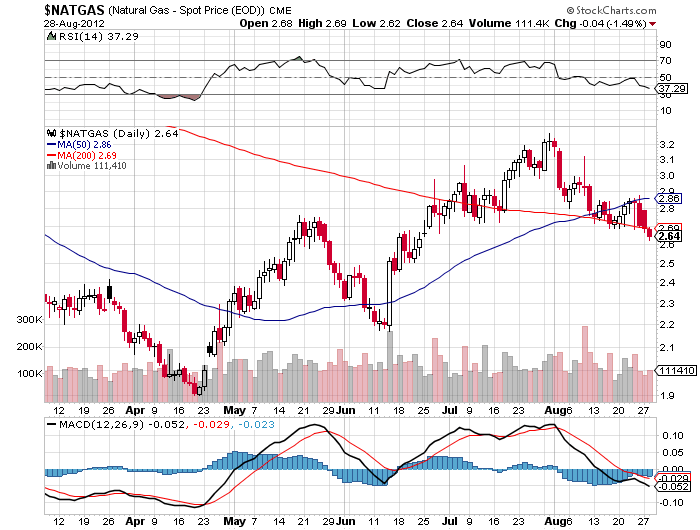 $NATGAS (Natural Gas - Spot Price (EOD)) CME
© StockCharts.com
28-Aug-2012
Open 2.68 High 2.69 Low 2.62 Close 2.64 Volume 111.4K Chg -0.04 (-1.49%)
RSI(14) 37.29
90
70
50
37.29
30
10
$NATGAS (Daily) 2.64
MA(50) 2.86
MA(200) 2.69
Volume 111,410
3.2
3.1
3.0
2.9
2.86
2.8
2.69
2.64
2.6
2.5
2.4
2.3
2.2
2.1
1.9
300K
200K
100K
111410
12 19 26 Apr 9 16 23 May 7 14 21 Jun 11 18 25 Jul 9 16 23 Aug 6 13 20 27
MACD(12,26,9) -0.052, -0.029, -0.023
0.10
0.05
0.00
-0.029
-0.052
-0.10
12 19 26 Apr 9 16 23 May 7 14 21 Jun 11 18 25 Jul 9 16 23 Aug 6 13 20 27